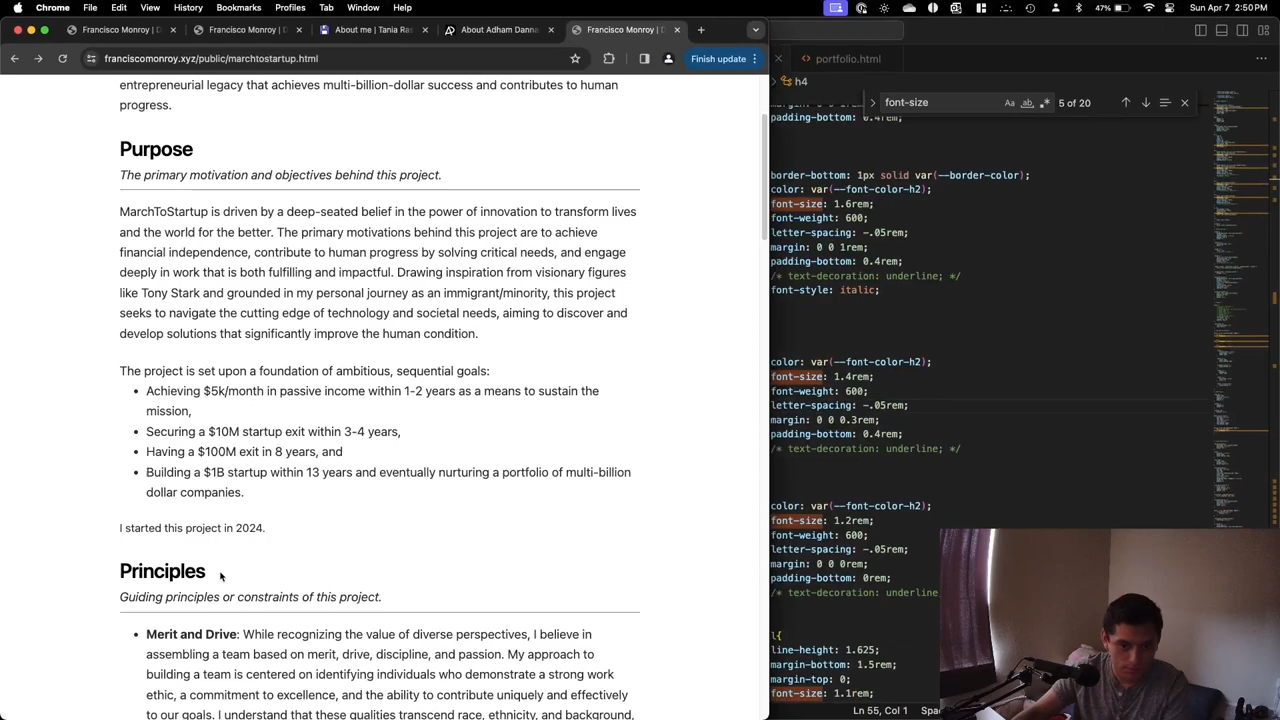 Chrome File Edit View History Bookmarks Profiles Tab Window Help
47% Sun Apr 7 2:50 PM
Francisco Monroy |
Francisco Monroy |
About me | Tania Ras
About Adham Danna
Francisco Monroy |
franciscomonroy.xyz/public/marchtostartup.html
Finish update
entrepreneurial legacy that achieves multi-billion-dollar success and contributes to human
progress.
Purpose
The primary motivation and objectives behind this project.
MarchToStartup is driven by a deep-seated belief in the power of innovation to transform lives
and the world for the better. The primary motivations behind this project are to achieve
financial independence, contribute to human progress by solving critical needs, and engage
deeply in work that is both fulfilling and impactful. Drawing inspiration from visionary figures
like Tony Stark and grounded in my personal journey as an immigrant/minority, this project
seeks to navigate the cutting edge of technology and societal needs, aiming to discover and
develop solutions that significantly improve the human condition.
The project is set upon a foundation of ambitious, sequential goals:
• Achieving $5k/month in passive income within 1-2 years as a means to sustain the
mission,
• Securing a $10M startup exit within 3-4 years,
• Having a $100M exit in 8 years, and
• Building a $1B startup within 13 years and eventually nurturing a portfolio of multi-billion
dollar companies.
I started this project in 2024.
Principles
Guiding principles or constraints of this project.
• Merit and Drive: While recognizing the value of diverse perspectives, I believe in
assembling a team based on merit, drive, discipline, and passion. My approach to
building a team is centered on identifying individuals who demonstrate a strong work
ethic, a commitment to excellence, and the ability to contribute uniquely and effectively
to our goals. I understand that these qualities transcend race, ethnicity, and background,
portfolio.html
h4
font-size
Aa ab 5 of 20
padding-bottom: 0.4rem;
border-bottom: 1px solid var(--border-color);
color: var(--font-color-h2);
font-size: 1.6rem;
font-weight: 600;
letter-spacing: -.05rem;
margin: 0 0 1rem;
padding-bottom: 0.4rem;
/* text-decoration: underline; */
font-style: italic;
color: var(--font-color-h2);
font-size: 1.4rem;
font-weight: 600;
letter-spacing: -.05rem;
margin: 0 0 0.3rem;
padding-bottom: 0.4rem;
/* text-decoration: underline; */
color: var(--font-color-h2);
font-size: 1.2rem;
font-weight: 600;
letter-spacing: -.05rem;
margin: 0 0 0rem;
padding-bottom: 0rem;
/* text-decoration: underline;
l{
line-height: 1.625;
margin-bottom: 1.5rem;
margin-top: 0;
font-size: 1.1rem;
Ln 55, Col 1 Spac